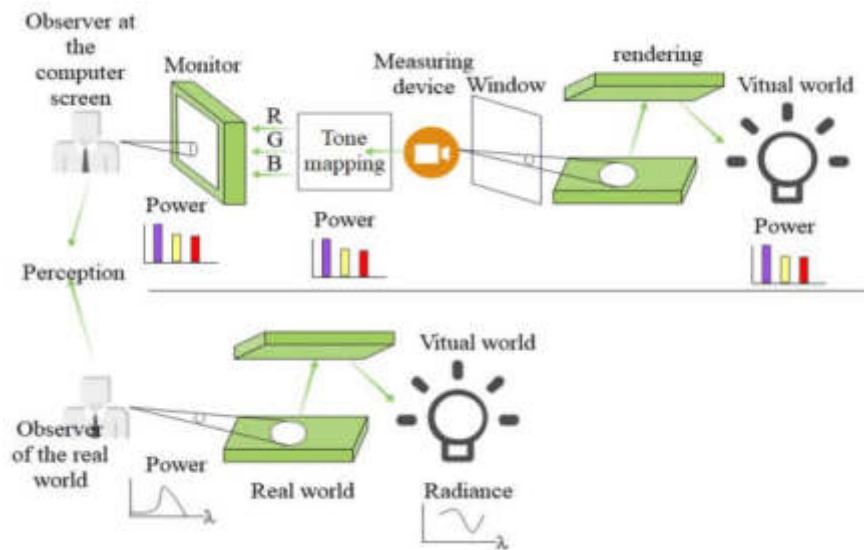 Observer at
the
computer
screen
Monitor
R
G
B
Tone
mapping
Measuring
device
Window
rendering
Vitual world
Power
Power
Power
Perception
Vitual world
Observer
of the real
world
Power
λ
Real world
Radiance
λ